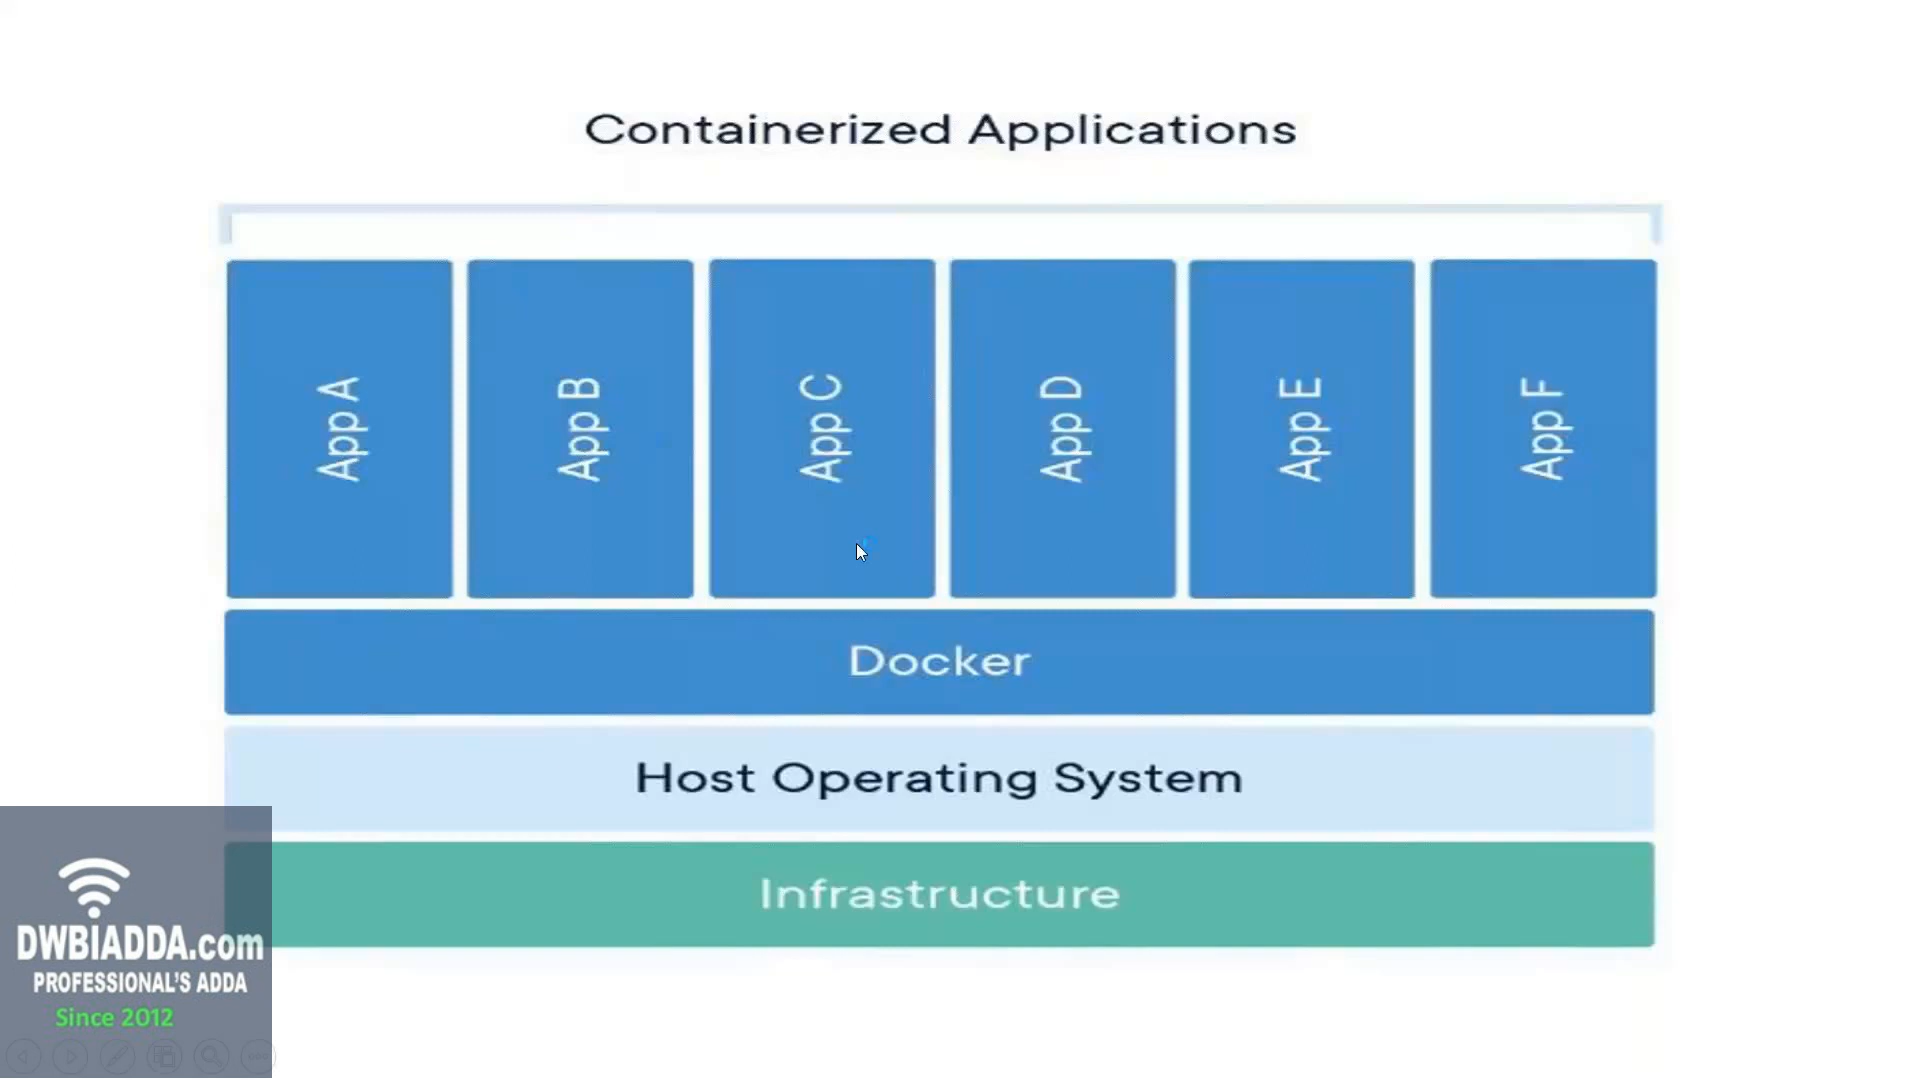 Containerized Applications
App A
App B
App C
App D
App E
App F
Docker
Host Operating System
Infrastructure
DWBIADDA.com
PROFESSIONAL'S ADDA
Since 2012